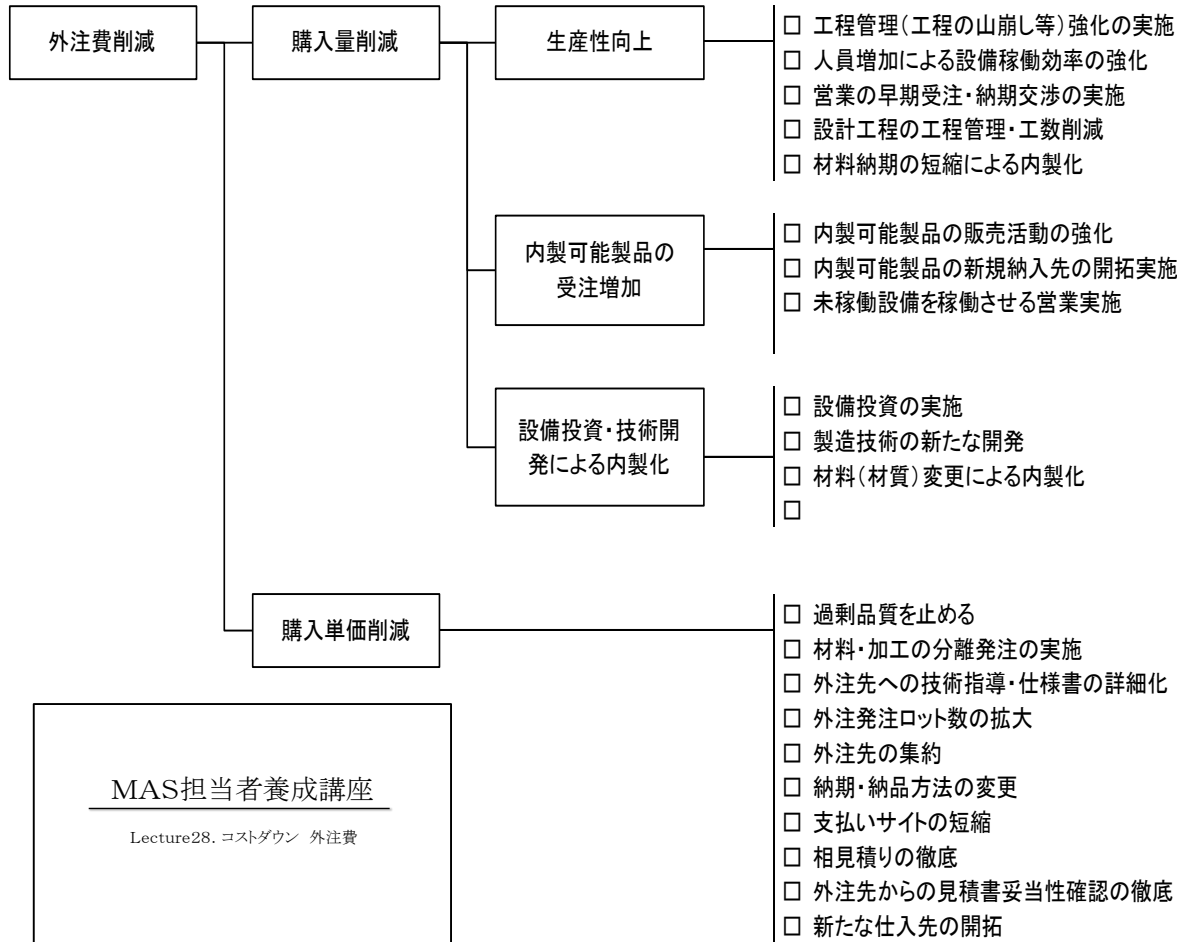 外注費削減
購入量削減
生産性向上
□ 工程管理（工程の山崩し等）強化の実施
□ 人員増加による設備稼働効率の強化
□ 営業の早期受注・納期交渉の実施
□ 設計工程の工程管理・工数削減
□ 材料納期の短縮による内製化
内製可能製品の
受注増加
□ 内製可能製品の販売活動の強化
□ 内製可能製品の新規納入先の開拓実施
□ 未稼働設備を稼働させる営業実施
設備投資・技術開
発による内製化
□ 設備投資の実施
□ 製造技術の新たな開発
□ 材料（材質）変更による内製化
□
購入単価削減
□ 過剰品質を止める
□ 材料・加工の分離発注の実施
□ 外注先への技術指導・仕様書の詳細化
□ 外注発注ロット数の拡大
□ 外注先の集約
□ 納期・納品方法の変更
□ 支払いサイトの短縮
□ 相見積りの徹底
□ 外注先からの見積書妥当性確認の徹底
□ 新たな仕入先の開拓
MAS担当者養成講座
Lecture28. コストダウン 外注費